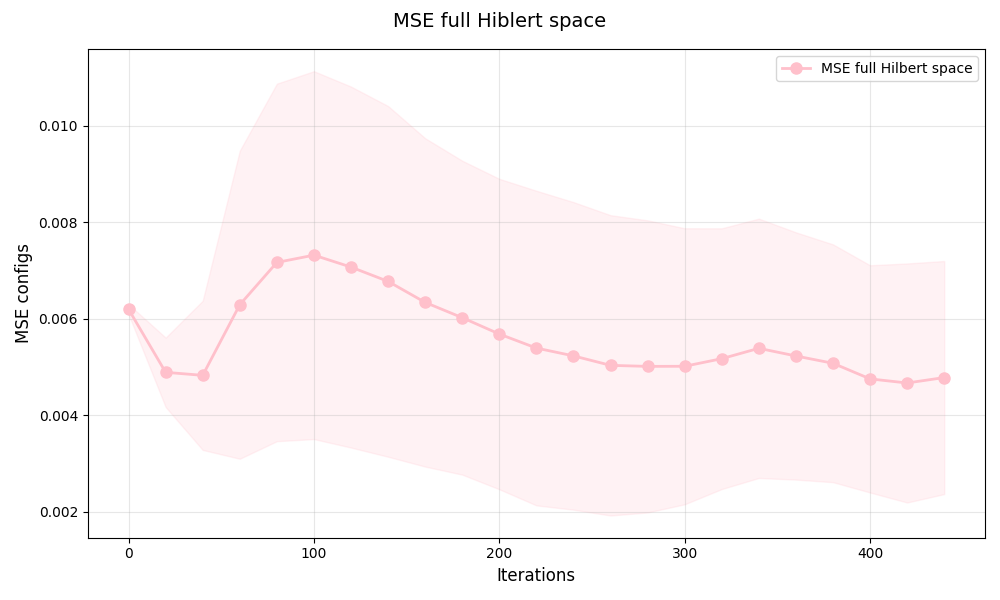 MSE full Hiblert space
MSE full Hilbert space
MSE configs
0.010
0.008
0.006
0.004
0.002
0 100 200 300 400
Iterations